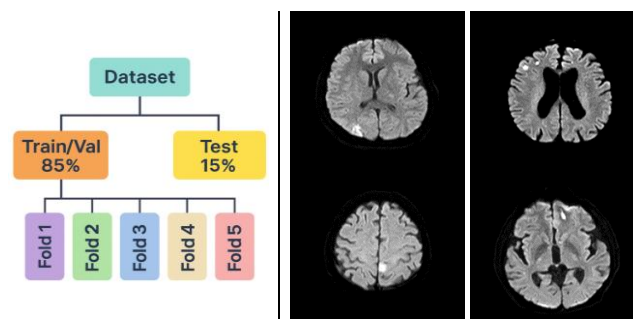 Dataset
Train/Val
85%
Test
15%
Fold 1
Fold 2
Fold 3
Fold 4
Fold 5